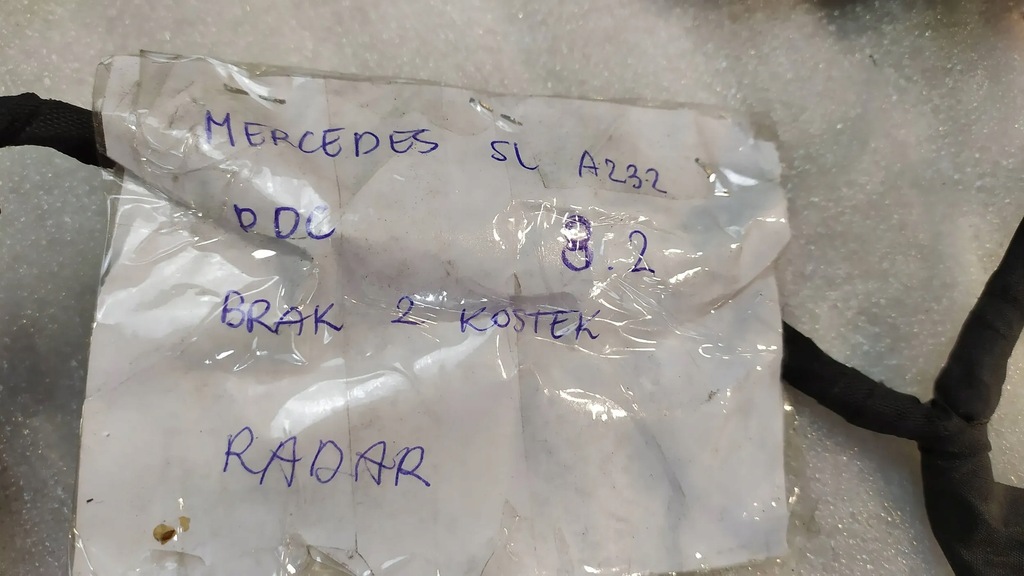 MERCEDES SL A232
PDC 8.2
BRAK 2 KOSTEK
RADAR